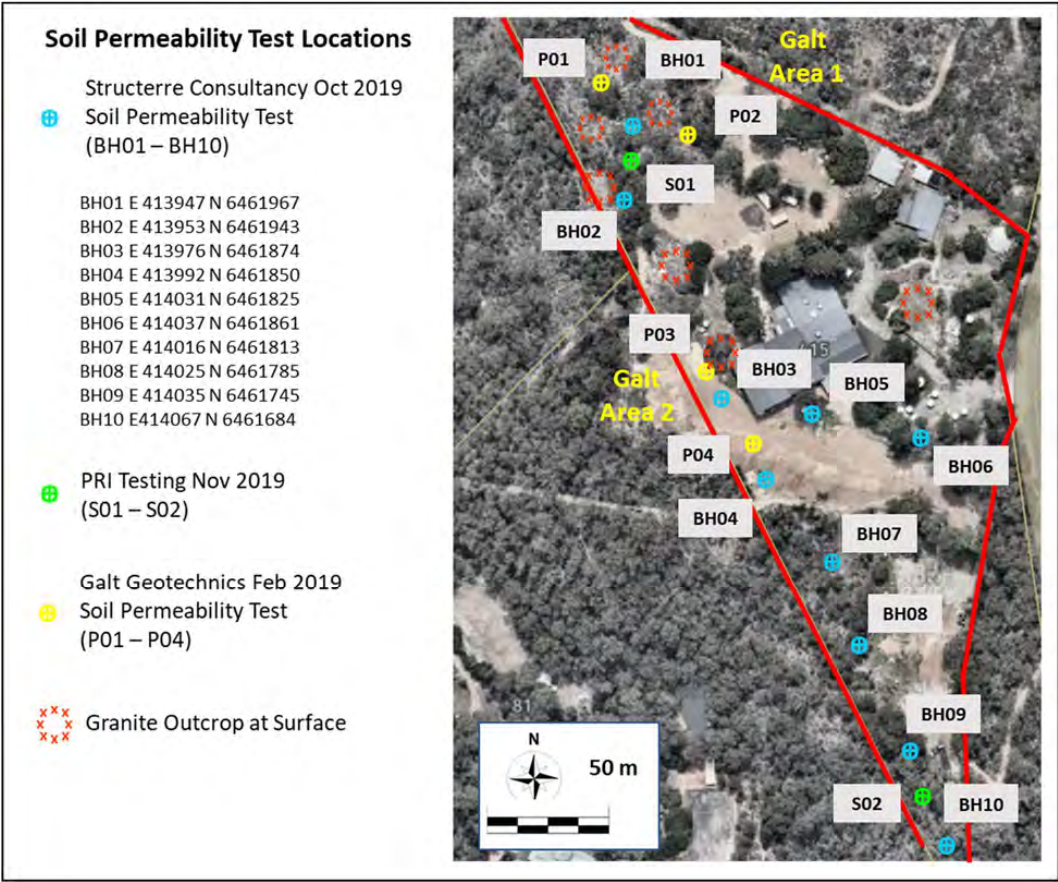 Soil Permeability Test Locations
Structerre Consultancy Oct 2019
Soil Permeability Test
(BH01 – BH10)
BH01 E 413947 N 6461967
BH02 E 413953 N 6461943
BH03 E 413976 N 6461874
BH04 E 413992 N 6461850
BH05 E 414031 N 6461825
BH06 E 414037 N 6461861
BH07 E 414016 N 6461813
BH08 E 414025 N 6461785
BH09 E 414035 N 6461745
BH10 E414067 N 6461684
PRI Testing Nov 2019
(S01 – S02)
Galt Geotechnics Feb 2019
Soil Permeability Test
(P01 – P04)
Granite Outcrop at Surface
Galt
Area 1
P01
BH01
P02
S01
BH02
P03
Galt
Area 2
BH03
BH05
P04
BH06
BH04
BH07
BH08
81
BH09
N
50 m
S02
BH10